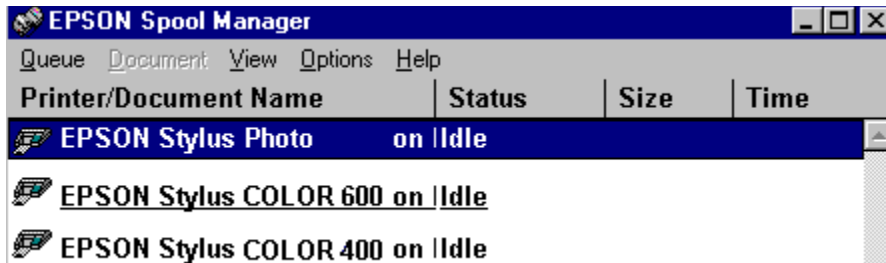 EPSON Spool Manager
Queue Document View Options Help
Printer/Document Name Status Size Time
EPSON Stylus Photo on Idle
EPSON Stylus COLOR 600 on Idle
EPSON Stylus COLOR 400 on Idle